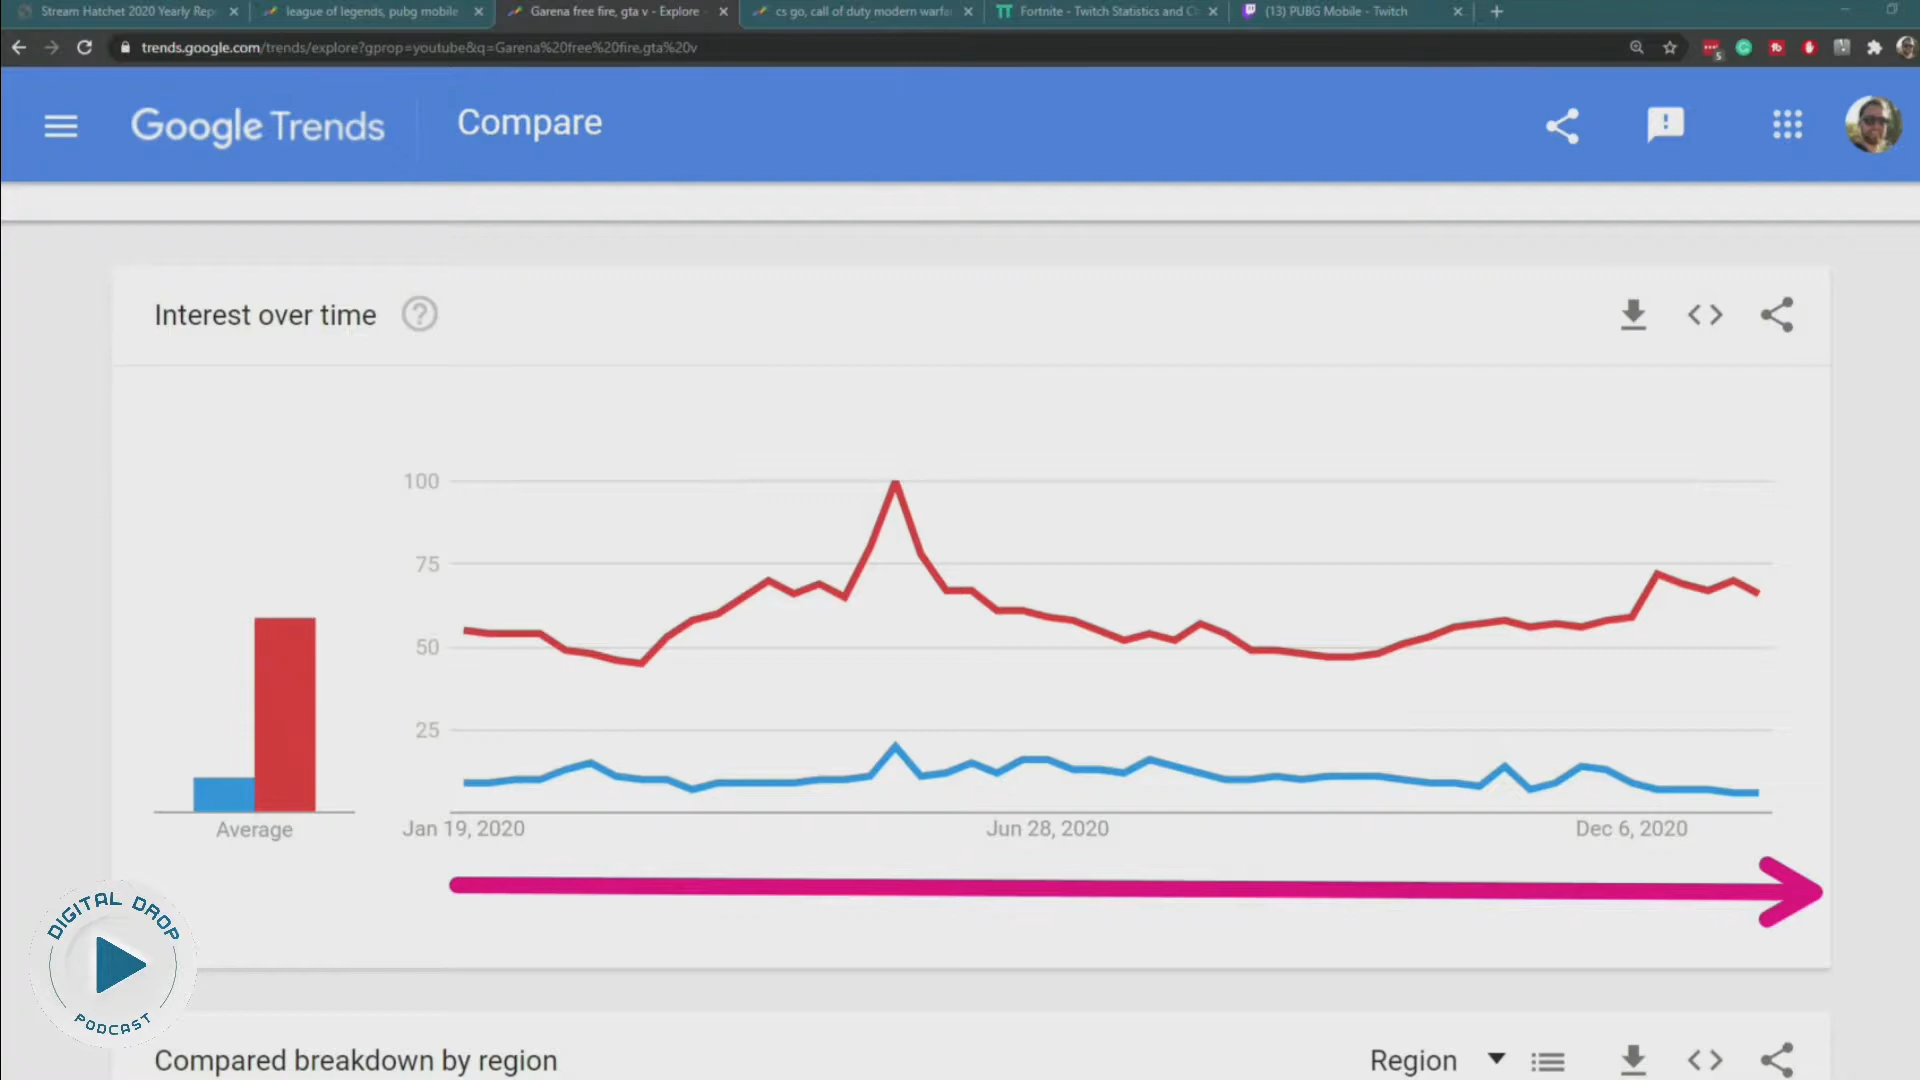 Stream Hatchet 2020 Yearly Rep
league of legends, pubg mobile
Garena free fire, gta v - Explore -
cs go, call of duty modern warfa
Fortnite - Twitch Statistics and C
(13) PUBG Mobile - Twitch
trends.google.com/trends/explore?gprop=youtube&q=Garena%20free%20fire,gta%20v
5
Google Trends
Compare
Interest over time
100
75
50
25
Average
Jan 19, 2020
Jun 28, 2020
Dec 6, 2020
DIGITAL DROP
PODCAST
Compared breakdown by region
Region